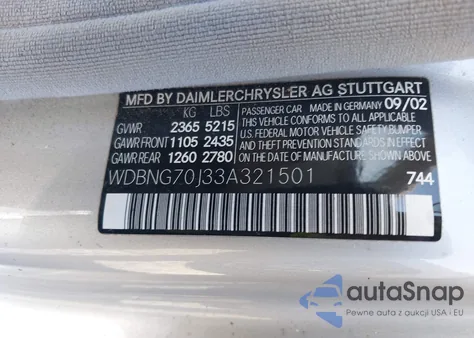 MFD BY DAIMLERCHRYSLER AG STUTTGART
KG LBS
GVWR 2365 5215
GAWR FRONT 1105 2435
GAWR REAR 1260 2780
PASSENGER CAR MADE IN GERMANY 09/02
THIS VEHICLE CONFORMS TO ALL APPLICABLE
U.S. FEDERAL MOTOR VEHICLE SAFETY BUMPER
AND THEFT PREVENTION STANDARDS IN EFFECT
ON THE DATE OF MANUFACTURE SHOWN ABOVE
WDBNG70J33A321501 744
autoSnap
Pewne auta z aukcji USA i EU